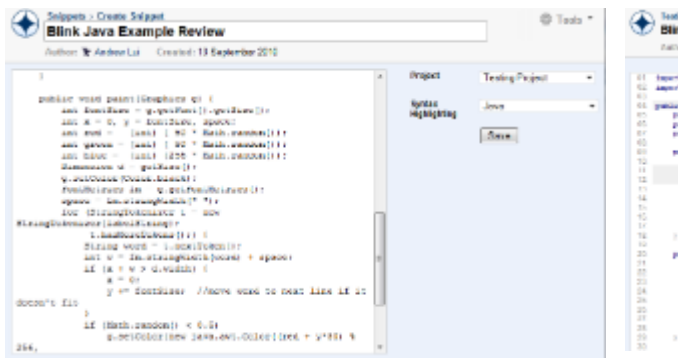 Snippets > Create Snippet
Blink Java Example Review
Tools
Author: Andrew Lui Created: 13 September 2010
}
public void paint(Graphics g) {
int fontSize = g.getFont().getSize();
int x = 0, y = fontSize, space;
int red = (int) ( 50 * Math.random());
int green = (int) ( 50 * Math.random());
int blue = (int) (256 * Math.random());
Dimension d = getSize();
g.setColor(Color.black);
FontMetrics fm = g.getFontMetrics();
space = fm.stringWidth(" ");
for (StringTokenizer t = new
StringTokenizer(labelString);
t.hasMoreTokens();) {
String word = t.nextToken();
int w = fm.stringWidth(word) + space;
if (x + w > d.width) {
x = 0;
y += fontSize; //move word to next line if it
doesn't fit
}
if (Math.random() < 0.5)
g.setColor(new java.awt.Color((red + y*30) %
256,
Project
Testing Project
Syntax
Highlighting
Java
Save